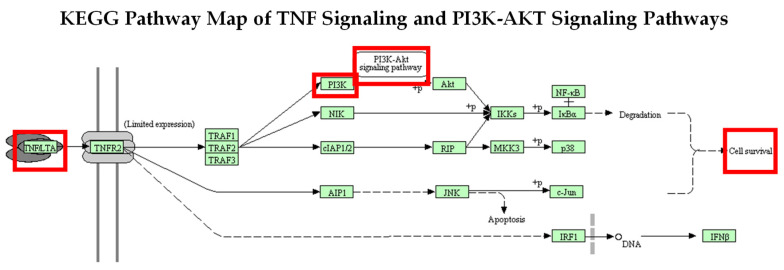 KEGG Pathway Map of TNF Signaling and PI3K-AKT Signaling Pathways
PI3K-Akt
signaling pathway
PI3K
+p
Akt
NF-κB
(Limited expression)
TRAF1
TRAF2
TRAF3
NIK
+p
IKKs
+p
IκBα
Degradation
TNFR2
cIAP1/2
RIP
MKK3
+p
p38
Cell survival
AIP1
JNK
+p
c-Jun
Apoptosis
IRF1
DNA
IFNβ